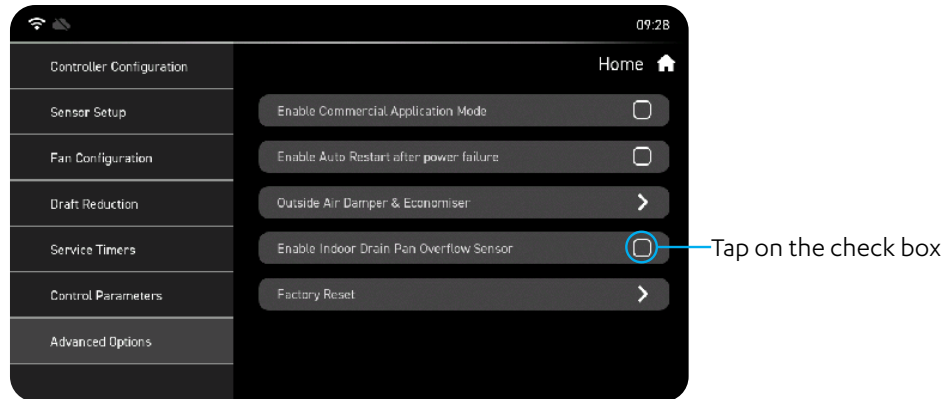 09:28
Controller Configuration
Home
Sensor Setup
Enable Commercial Application Mode
Fan Configuration
Enable Auto Restart after power failure
Draft Reduction
Outside Air Damper & Economiser
Service Timers
Enable Indoor Drain Pan Overflow Sensor
Tap on the check box
Control Parameters
Factory Reset
Advanced Options